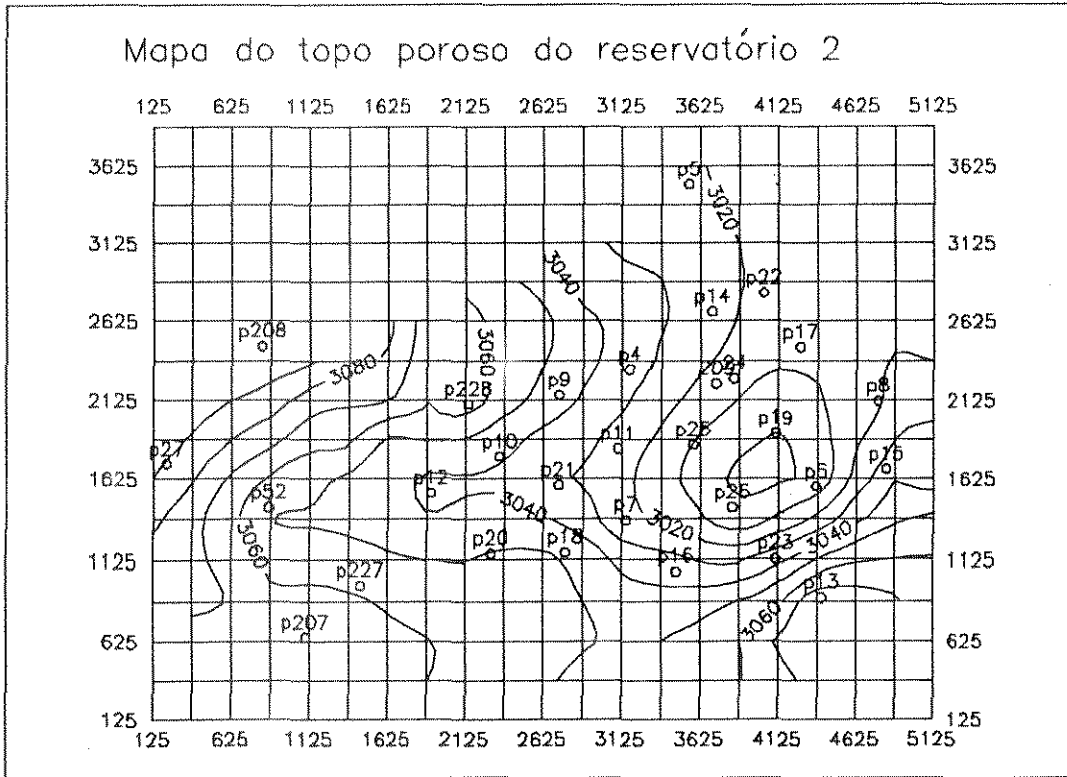 Mapa do topo poroso do reservatório 2
125 625 1125 1625 2125 2625 3125 3625 4125 4625 5125
3625 p5 3625
3020
3125 3125
3040 p22
p14
2625 2625
p208 3060 p17
p4
3080 p228 p9 p8
2125 2125
p19
p10 p11
p27 p15
1625 p52 p12 p21 p6 1625
p7 p26
3040 3020
3060 p20 p18 p23 3040
1125 p16 1125
p227 p13
p207 3060
625 625
125 125
125 625 1125 1625 2125 2625 3125 3625 4125 4625 5125